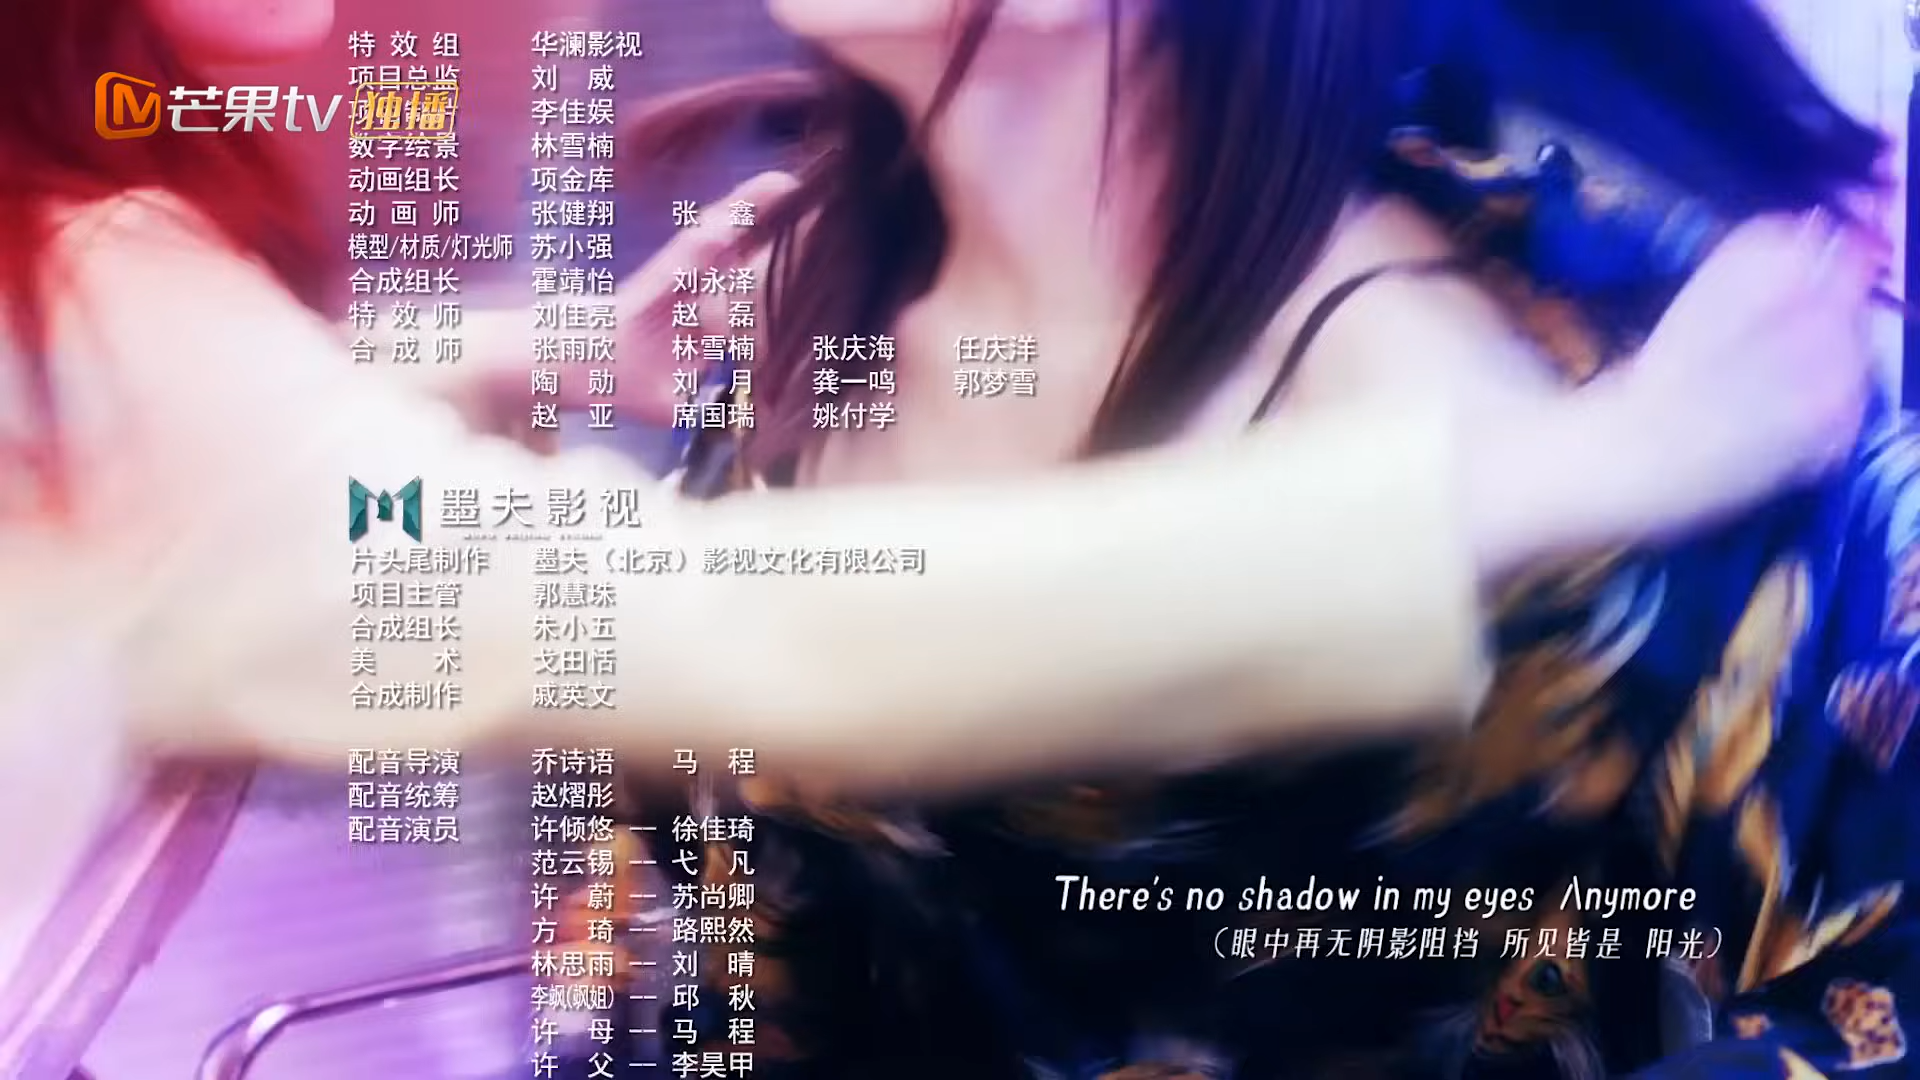 特效组 华澜影视
项目总监 刘威
李佳娱
芒果tv 独播
数字绘景 林雪楠
动画组长 项金库
动画师 张健翔 张鑫
模型/材质/灯光师 苏小强
合成组长 霍靖怡 刘永泽
特效师 刘佳亮 赵磊
合成师 张雨欣 林雪楠 张庆海 任庆洋
陶勋 刘月 龚一鸣 郭梦雪
赵亚 席国瑞 姚付学
墨夫影视
片头尾制作 墨夫（北京）影视文化有限公司
项目主管 郭慧珠
合成组长 朱小五
美术 戈田恬
合成制作 戚英文
配音导演 乔诗语 马程
配音统筹 赵熠彤
配音演员 许倾悠 -- 徐佳琦
范云锡 -- 弋凡
许蔚 -- 苏尚卿
方琦 -- 路熙然
林思雨 -- 刘晴
李飒(飒姐) -- 邱秋
许母 -- 马程
许父 -- 李昊甲
There's no shadow in my eyes Anymore
（眼中再无阴影阻挡 所见皆是 阳光）